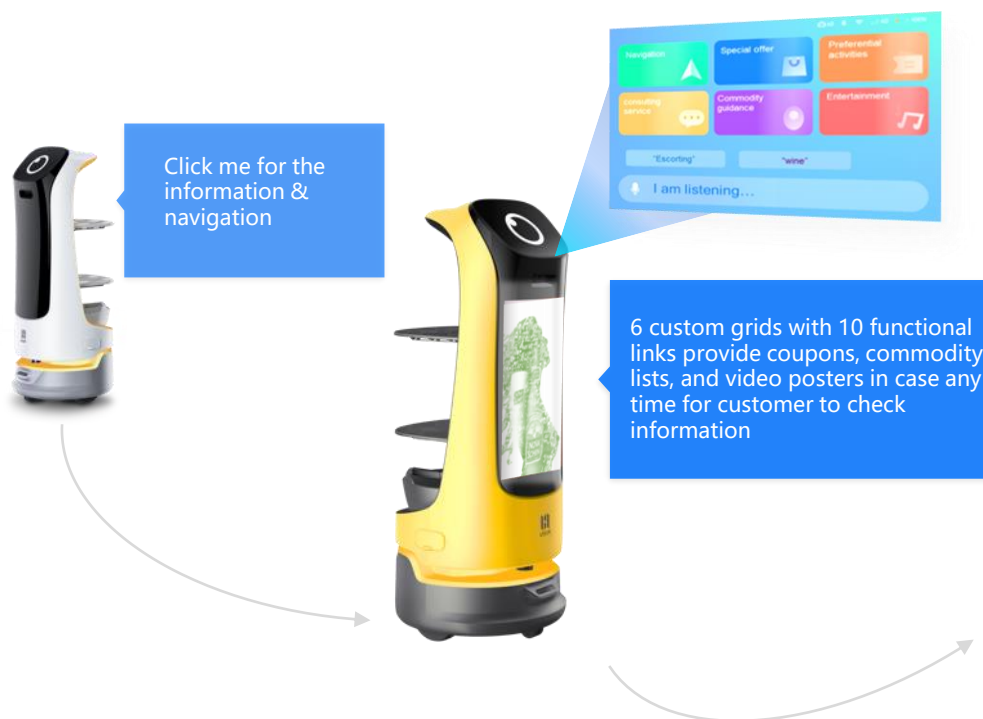 Navigation
Special offer
Preferential
activities
consulting
service
Commodity
guidance
Entertainment
"Escorting"
"wine"
I am listening...
Click me for the
information &
navigation
6 custom grids with 10 functional
links provide coupons, commodity
lists, and video posters in case any
time for customer to check
information